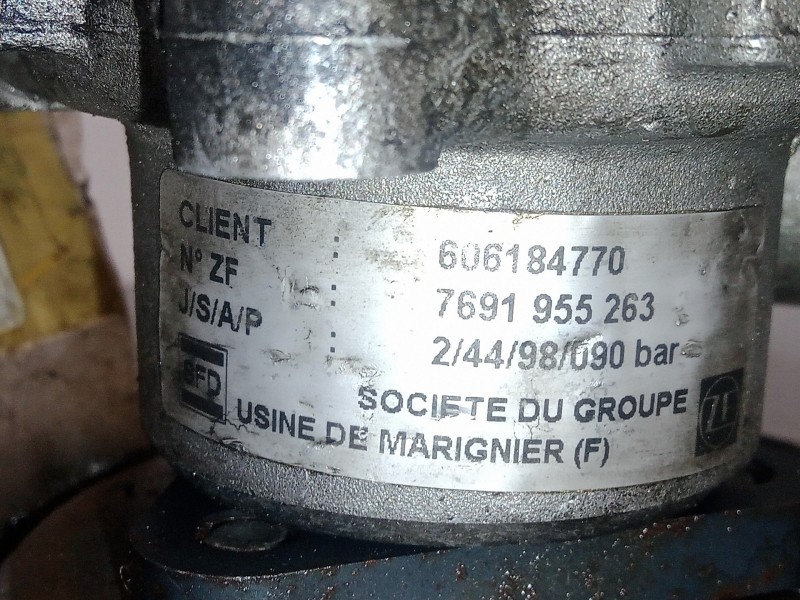 CLIENT : 606184770
N° ZF : 7691 955 263
J/S/A/P : 2/44/98/090 bar
SFD SOCIETE DU GROUPE ZF
USINE DE MARIGNIER (F)